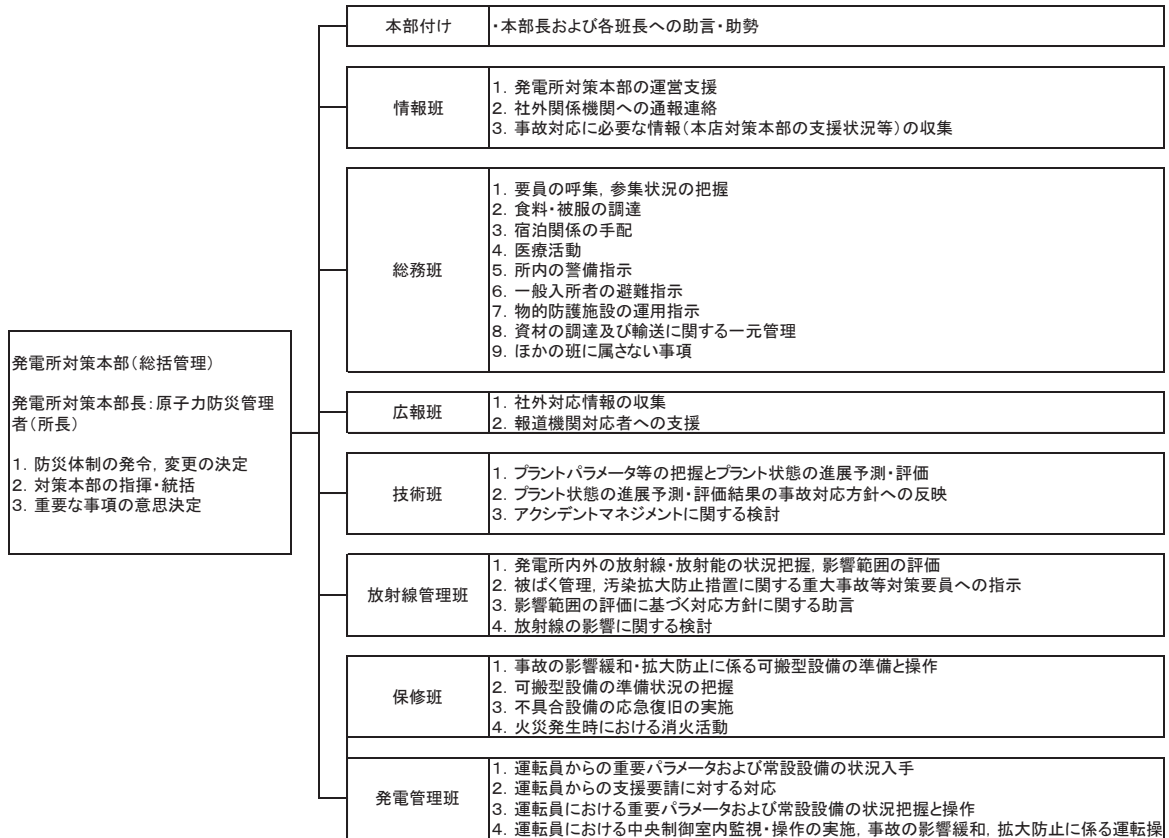 本部付け
・本部長および各班長への助言・助勢
情報班
1. 発電所対策本部の運営支援
2. 社外関係機関への通報連絡
3. 事故対応に必要な情報(本店対策本部の支援状況等)の収集
総務班
1. 要員の呼集, 参集状況の把握
2. 食料・被服の調達
3. 宿泊関係の手配
4. 医療活動
5. 所内の警備指示
6. 一般入所者の避難指示
7. 物的防護施設の運用指示
8. 資材の調達及び輸送に関する一元管理
9. ほかの班に属さない事項
発電所対策本部(総括管理)
発電所対策本部長:原子力防災管理
者(所長)
1. 防災体制の発令, 変更の決定
2. 対策本部の指揮・統括
3. 重要な事項の意思決定
広報班
1. 社外対応情報の収集
2. 報道機関対応者への支援
技術班
1. プラントパラメータ等の把握とプラント状態の進展予測・評価
2. プラント状態の進展予測・評価結果の事故対応方針への反映
3. アクシデントマネジメントに関する検討
放射線管理班
1. 発電所内外の放射線・放射能の状況把握, 影響範囲の評価
2. 被ばく管理, 汚染拡大防止措置に関する重大事故等対策要員への指示
3. 影響範囲の評価に基づく対応方針に関する助言
4. 放射線の影響に関する検討
保修班
1. 事故の影響緩和・拡大防止に係る可搬型設備の準備と操作
2. 可搬型設備の準備状況の把握
3. 不具合設備の応急復旧の実施
4. 火災発生時における消火活動
発電管理班
1. 運転員からの重要パラメータおよび常設設備の状況入手
2. 運転員からの支援要請に対する対応
3. 運転員における重要パラメータおよび常設設備の状況把握と操作
4. 運転員における中央制御室内監視・操作の実施, 事故の影響緩和, 拡大防止に係る運転操